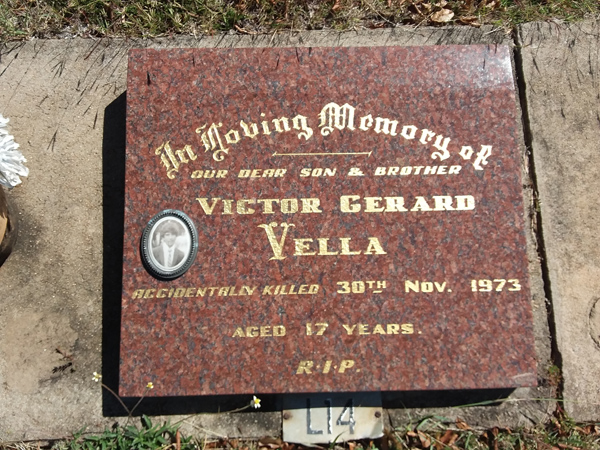 In Loving Memory of
OUR DEAR SON & BROTHER
VICTOR GERARD
VELLA
ACCIDENTALLY KILLED 30TH NOV. 1973
AGED 17 YEARS.
R·I·P.
L14